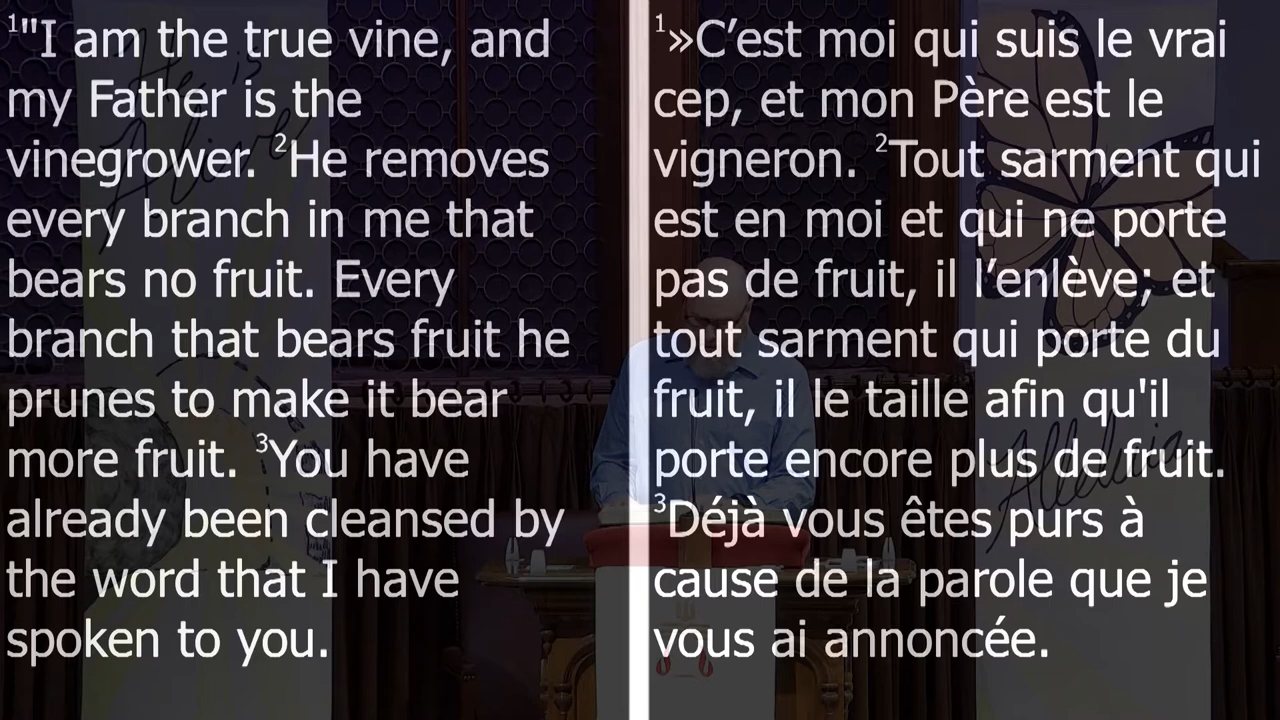 1"I am the true vine, and
my Father is the
vinegrower. 2He removes
every branch in me that
bears no fruit. Every
branch that bears fruit he
prunes to make it bear
more fruit. 3You have
already been cleansed by
the word that I have
spoken to you.
1»C’est moi qui suis le vrai
cep, et mon Père est le
vigneron. 2Tout sarment qui
est en moi et qui ne porte
pas de fruit, il l’enlève; et
tout sarment qui porte du
fruit, il le taille afin qu'il
porte encore plus de fruit.
3Déjà vous êtes purs à
cause de la parole que je
vous ai annoncée.
He is
Alive
Alleluia